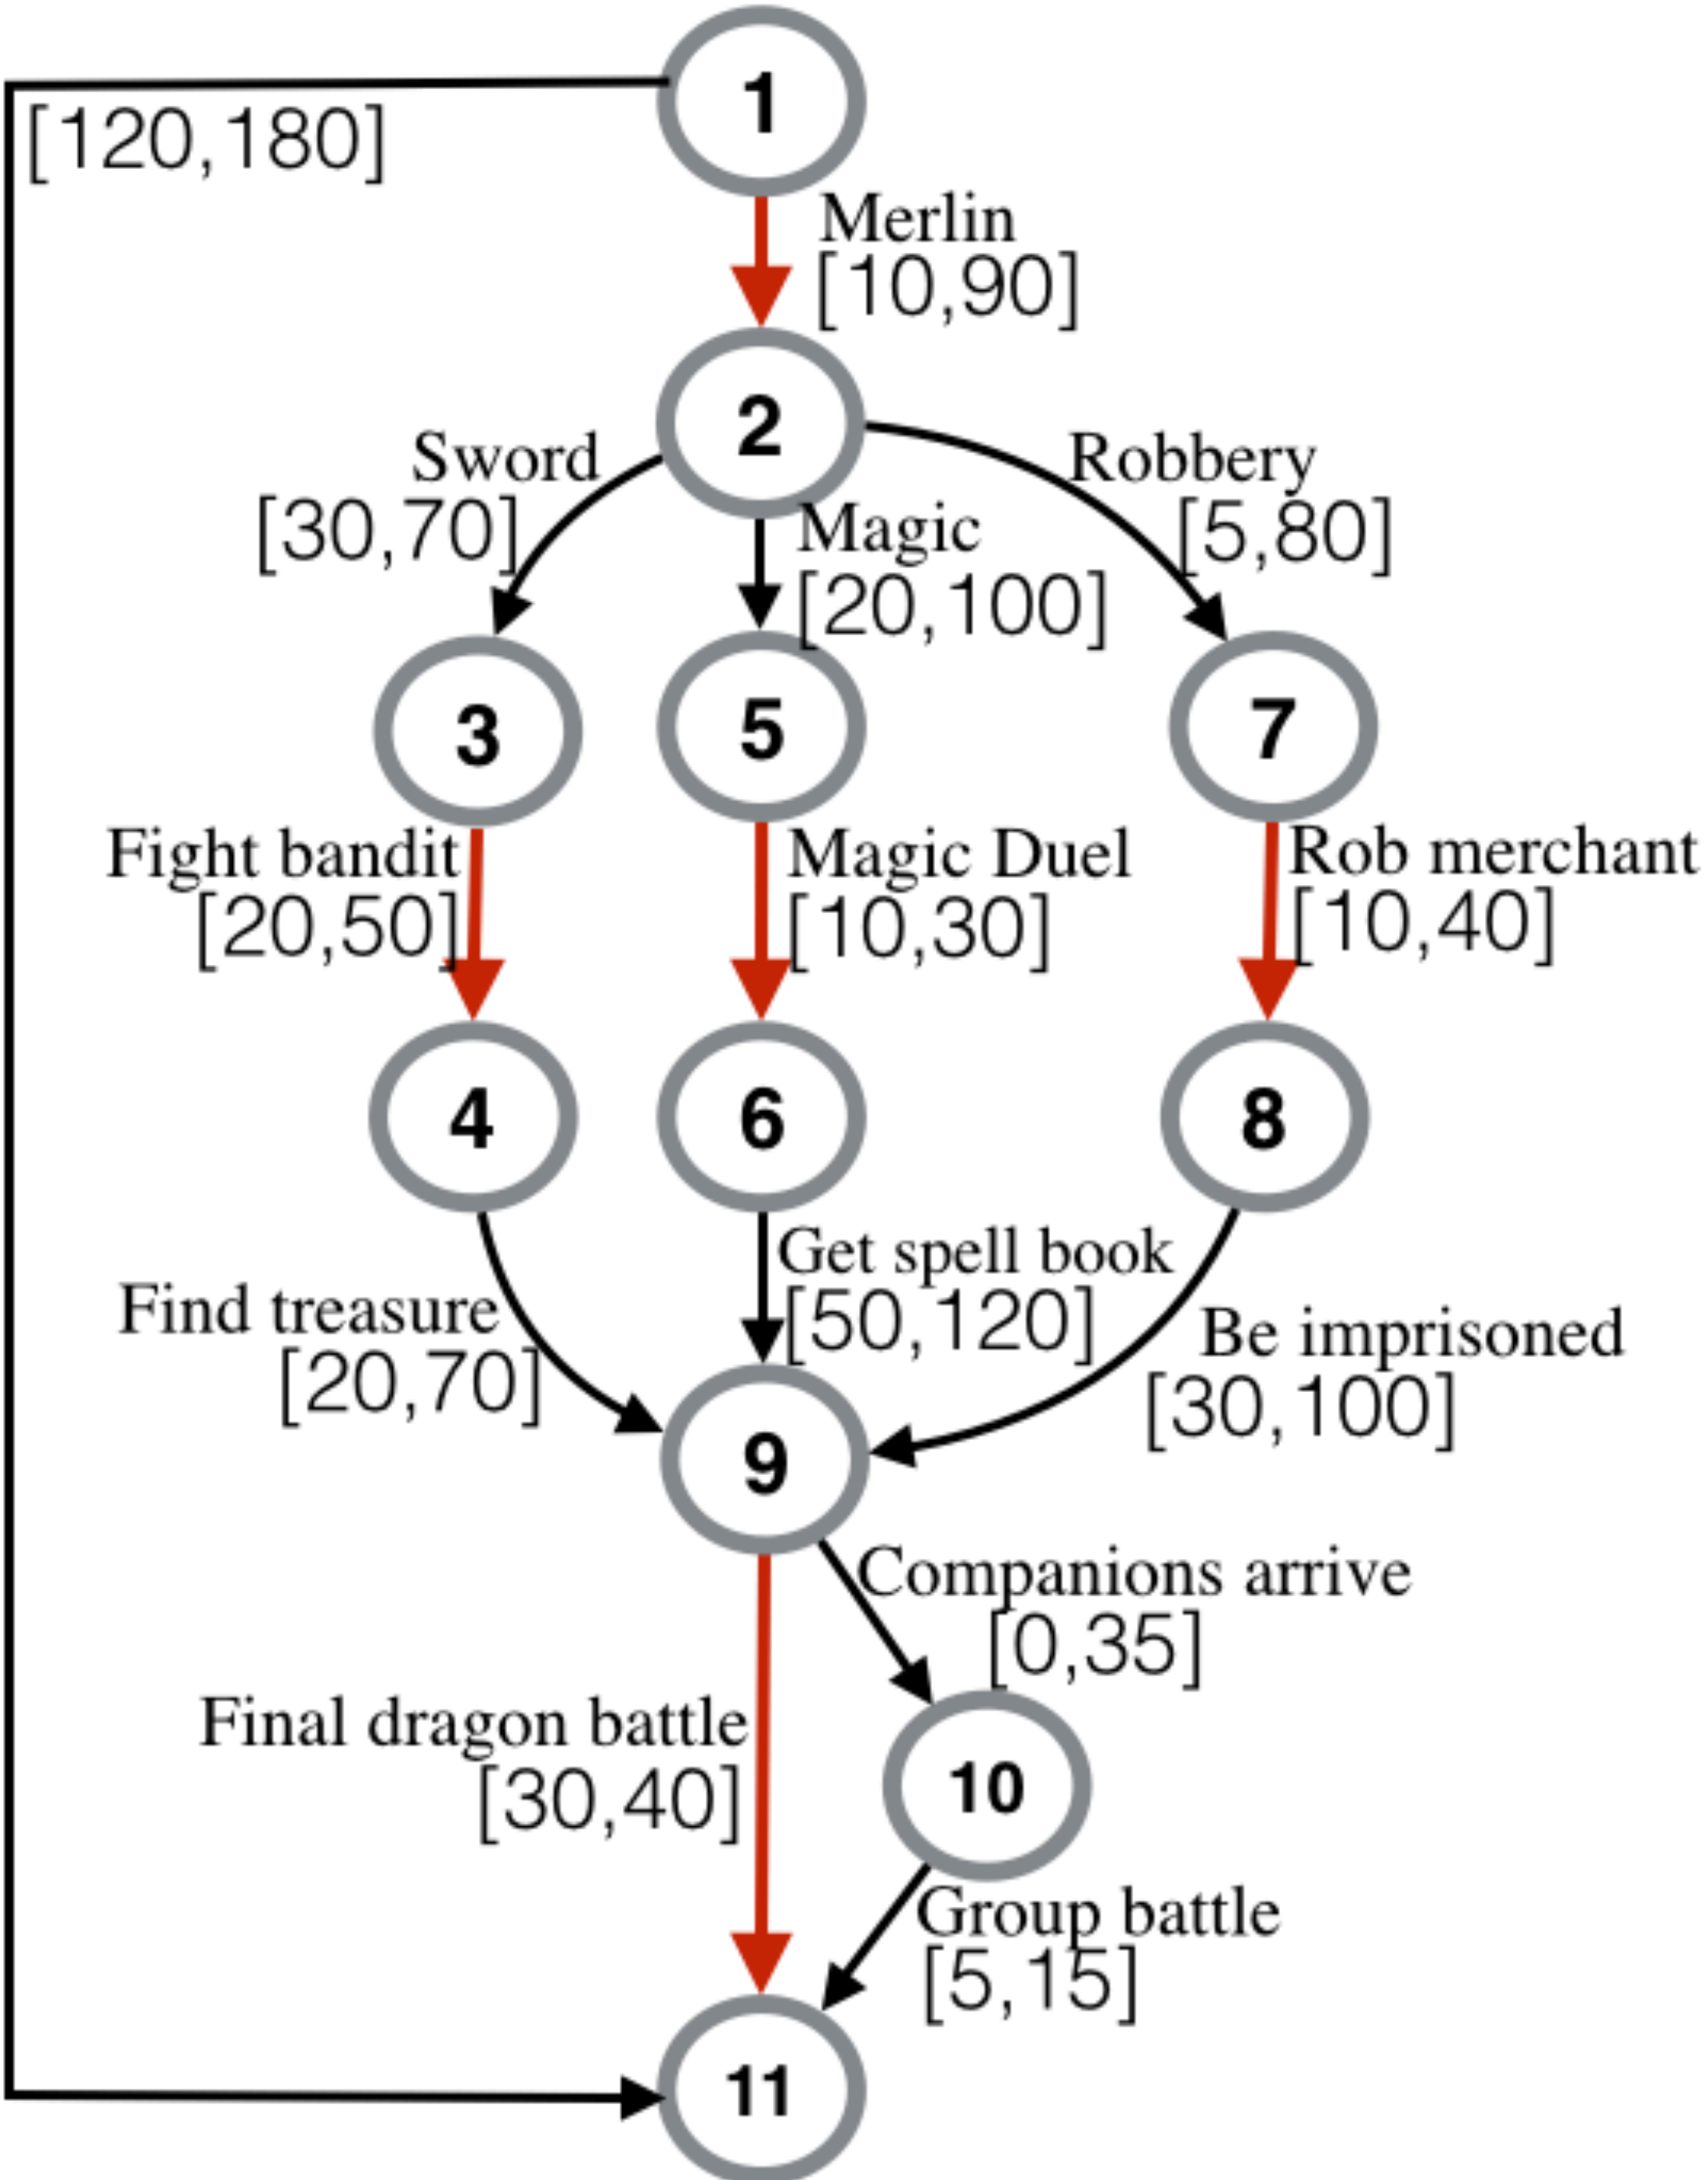 1
[120,180]
Merlin
[10,90]
2
Sword
[30,70]
Magic
[20,100]
Robbery
[5,80]
3
5
7
Fight bandit
[20,50]
Magic Duel
[10,30]
Rob merchant
[10,40]
4
6
8
Find treasure
[20,70]
Get spell book
[50,120]
Be imprisoned
[30,100]
9
Companions arrive
[0,35]
Final dragon battle
[30,40]
10
Group battle
[5,15]
11